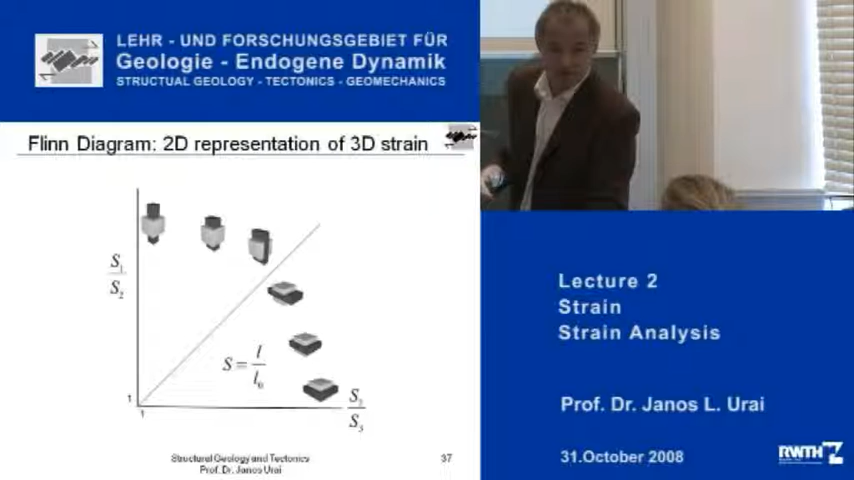 LEHR - UND FORSCHUNGSGEBIET FÜR
Geologie - Endogene Dynamik
STRUCTUAL GEOLOGY - TECTONICS - GEOMECHANICS
Flinn Diagram: 2D representation of 3D strain
S1
S2
S = l
l0
1
1
S2
S3
Structural Geology and Tectonics
Prof. Dr. Janos Urai
37
Lecture 2
Strain
Strain Analysis
Prof. Dr. Janos L. Urai
31.October 2008
RWTH